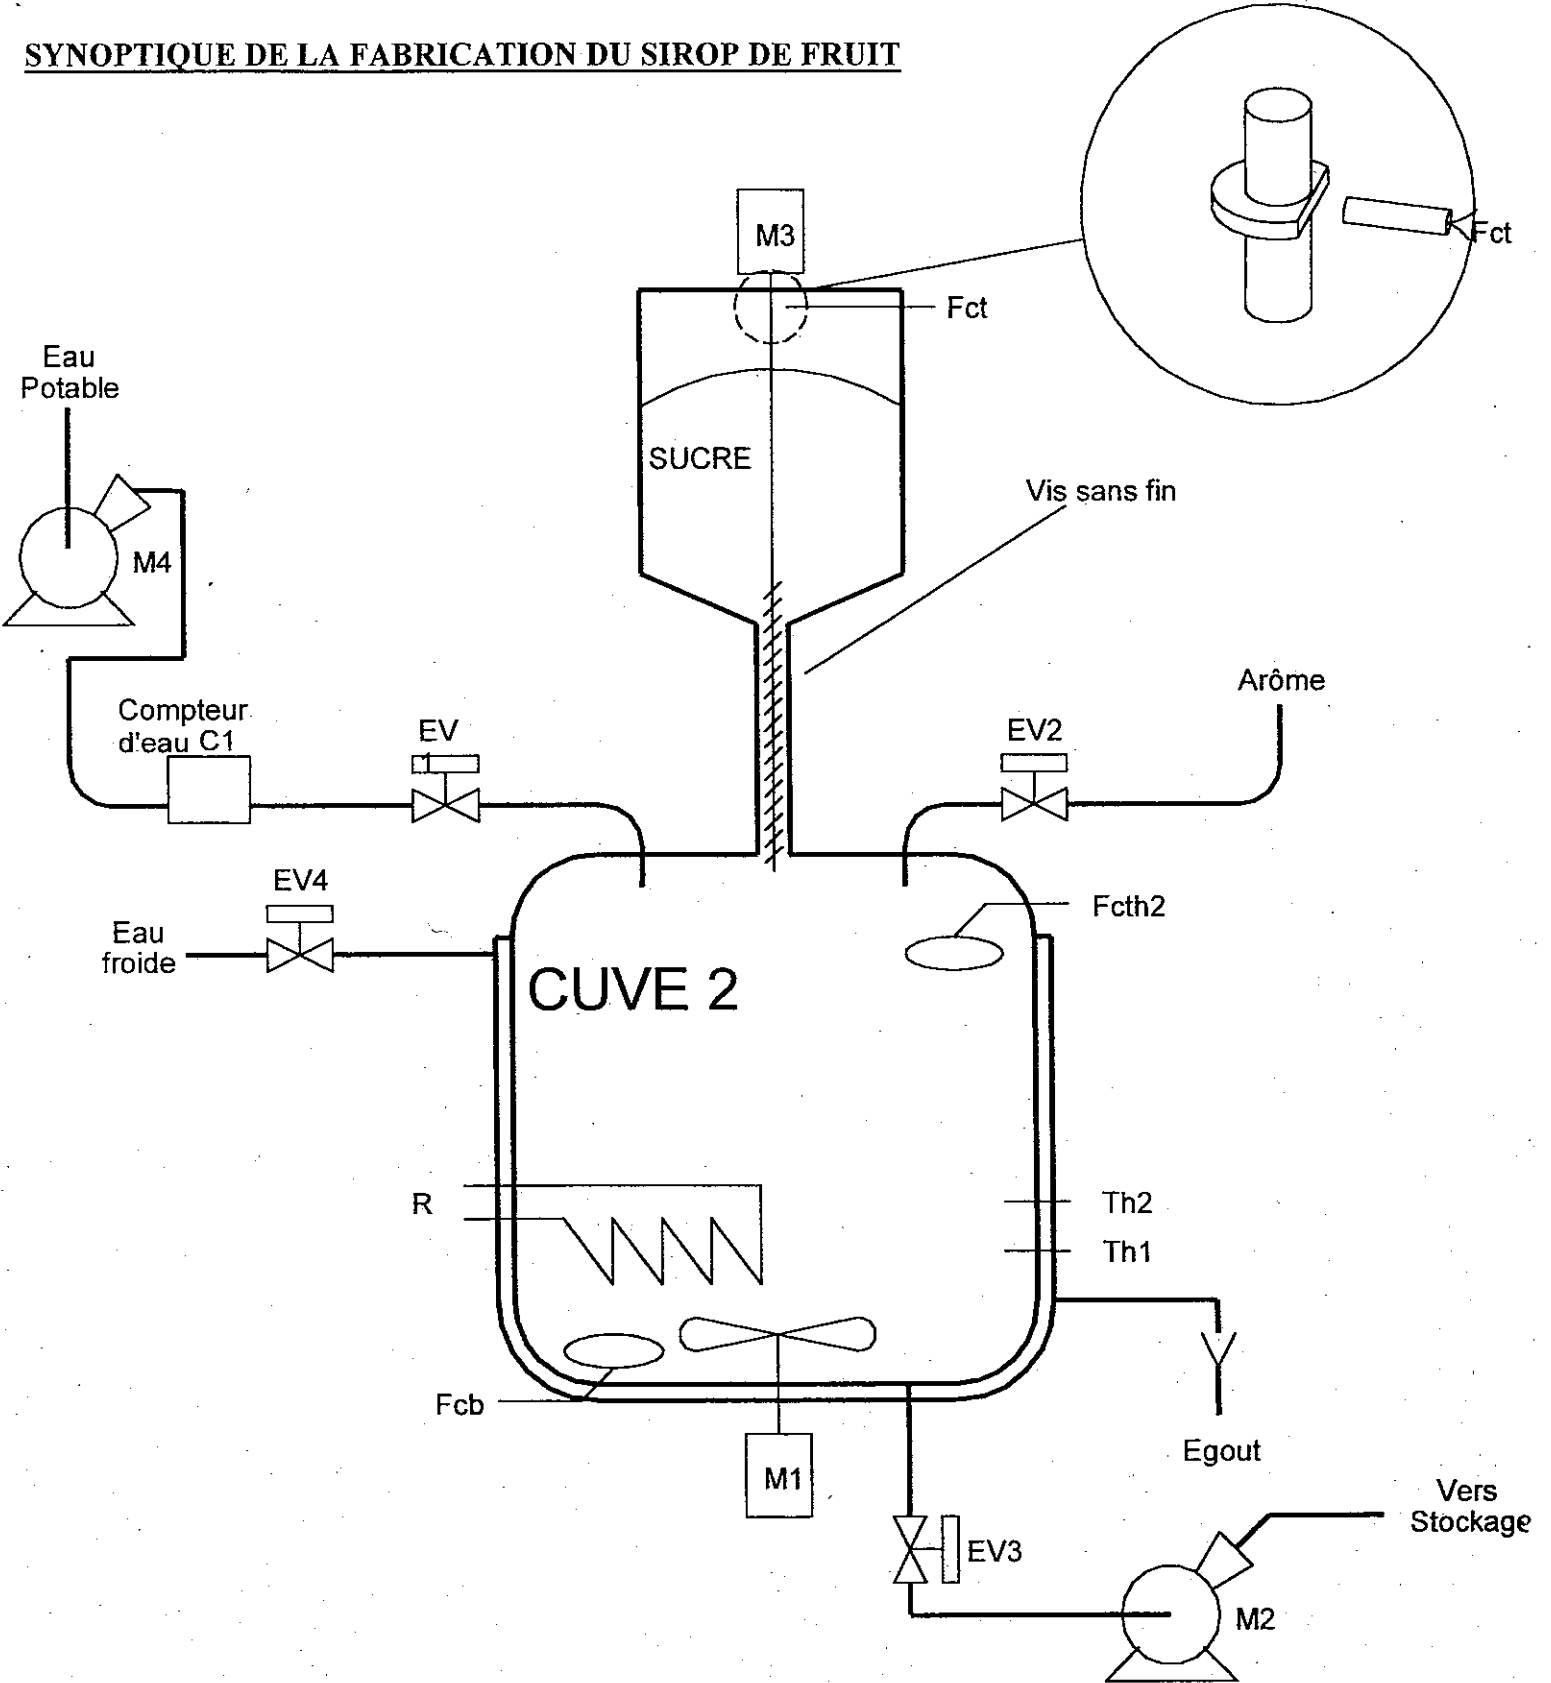 SYNOPTIQUE DE LA FABRICATION DU SIROP DE FRUIT
M3
Fct
Fct
Eau
Potable
SUCRE
Vis sans fin
M4
Arôme
Compteur
d'eau C1
EV
EV2
EV4
Fcth2
Eau
froide
CUVE 2
R
Th2
Th1
Fcb
Egout
M1
Vers
Stockage
EV3
M2